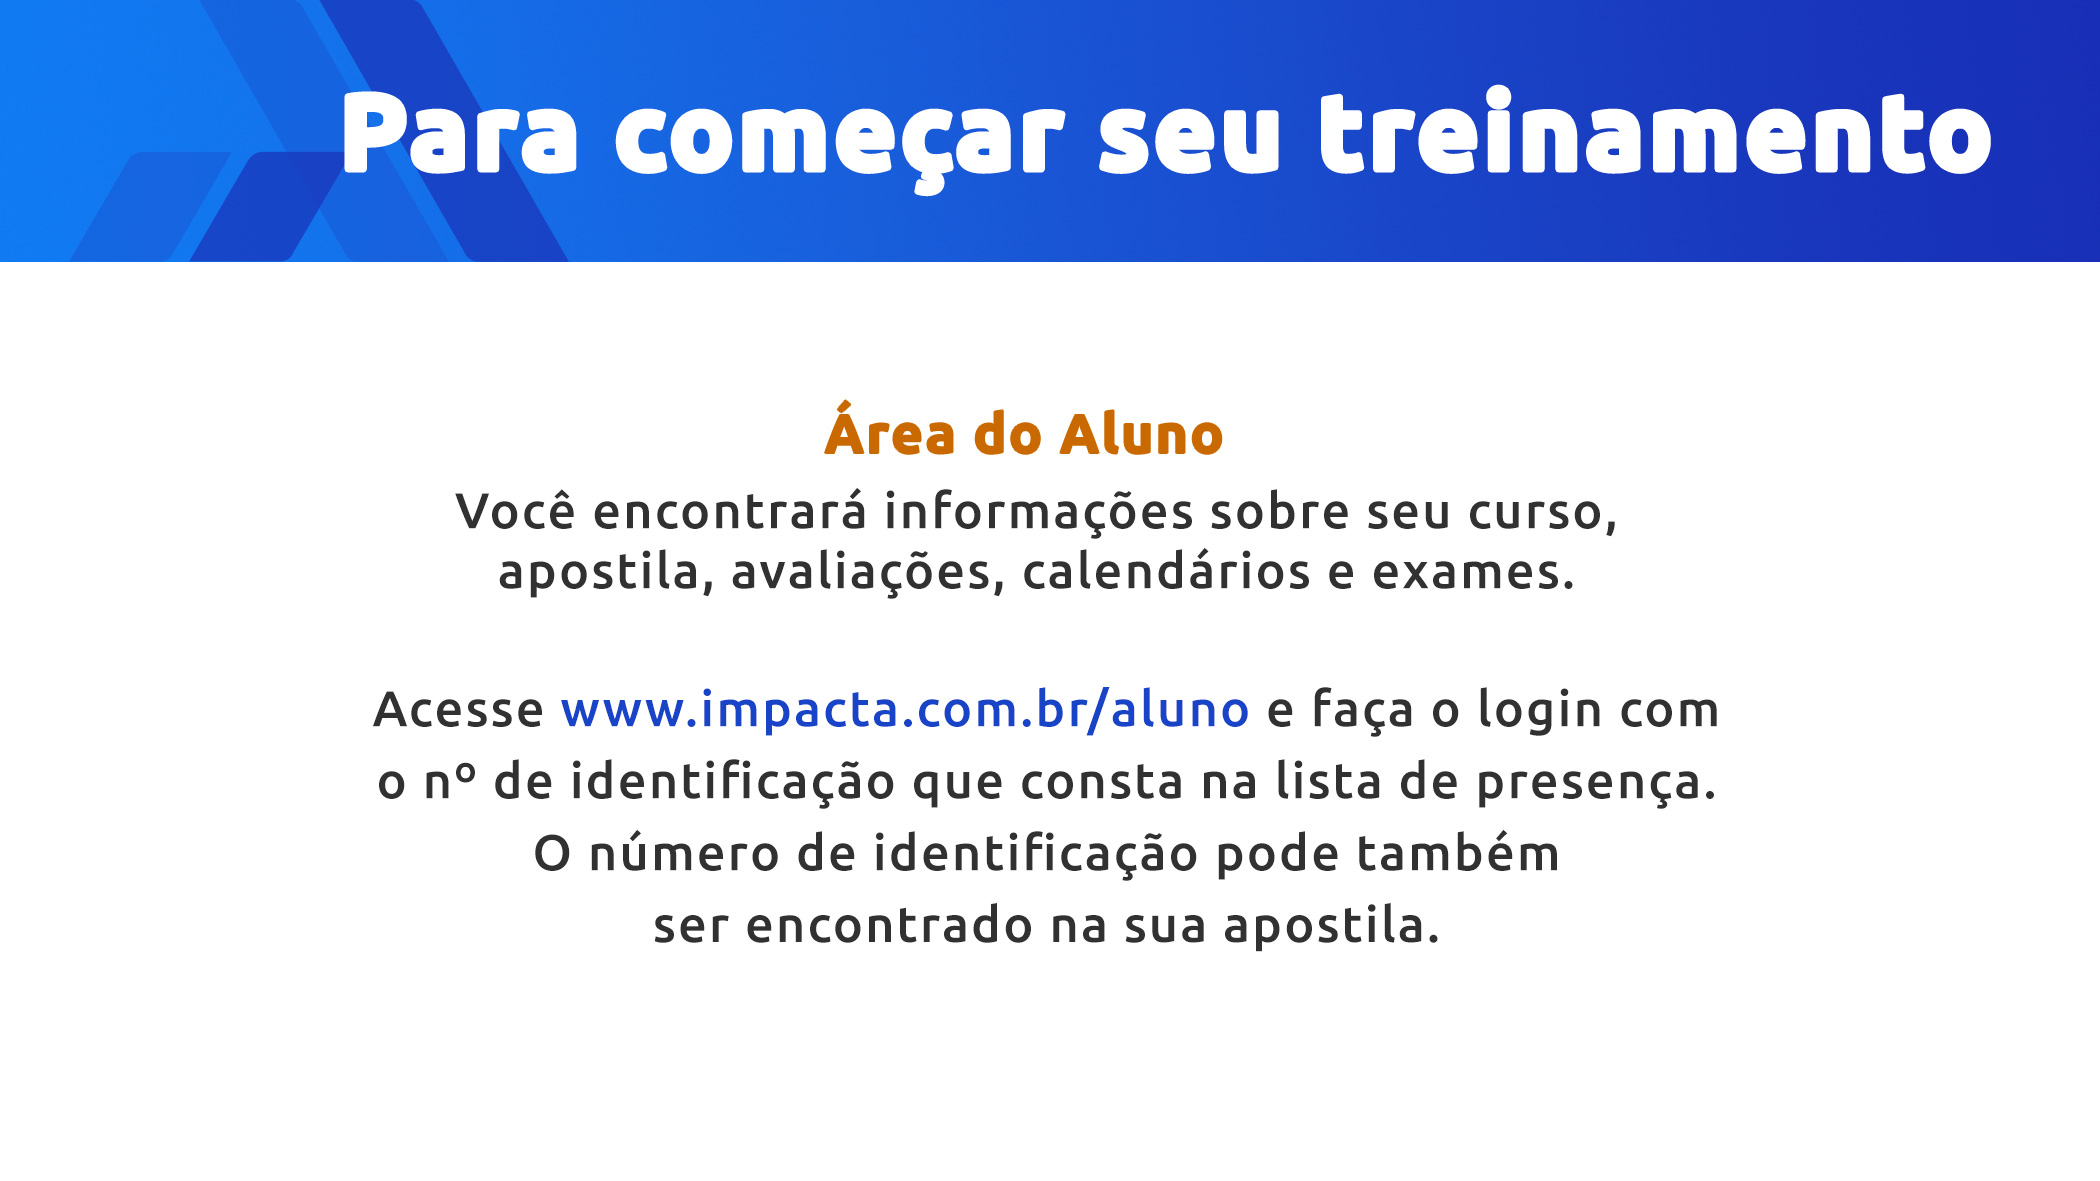 Para começar seu treinamento
Área do Aluno
Você encontrará informações sobre seu curso,
apostila, avaliações, calendários e exames.
Acesse www.impacta.com.br/aluno e faça o login com
o nº de identificação que consta na lista de presença.
O número de identificação pode também
ser encontrado na sua apostila.